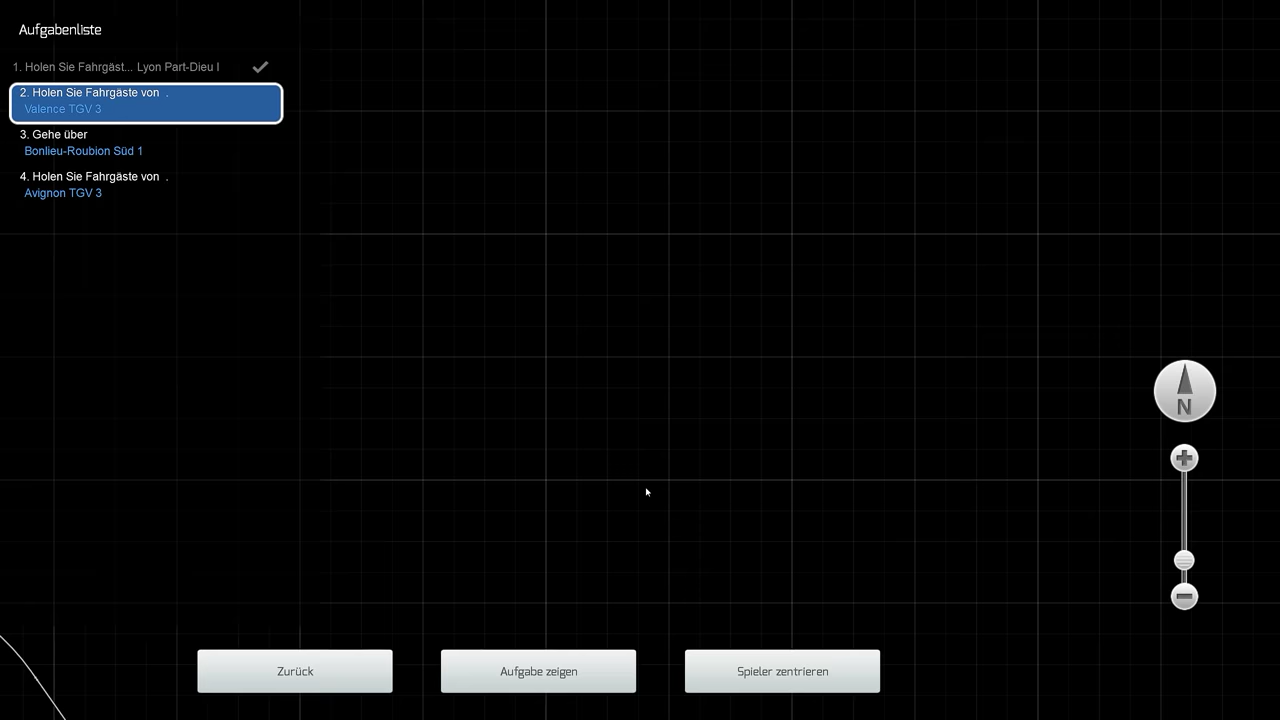 Aufgabenliste
1. Holen Sie Fahrgäst... Lyon Part-Dieu I
2. Holen Sie Fahrgäste von .
Valence TGV 3
3. Gehe über
Bonlieu-Roubion Süd 1
4. Holen Sie Fahrgäste von .
Avignon TGV 3
N
Zurück
Aufgabe zeigen
Spieler zentrieren